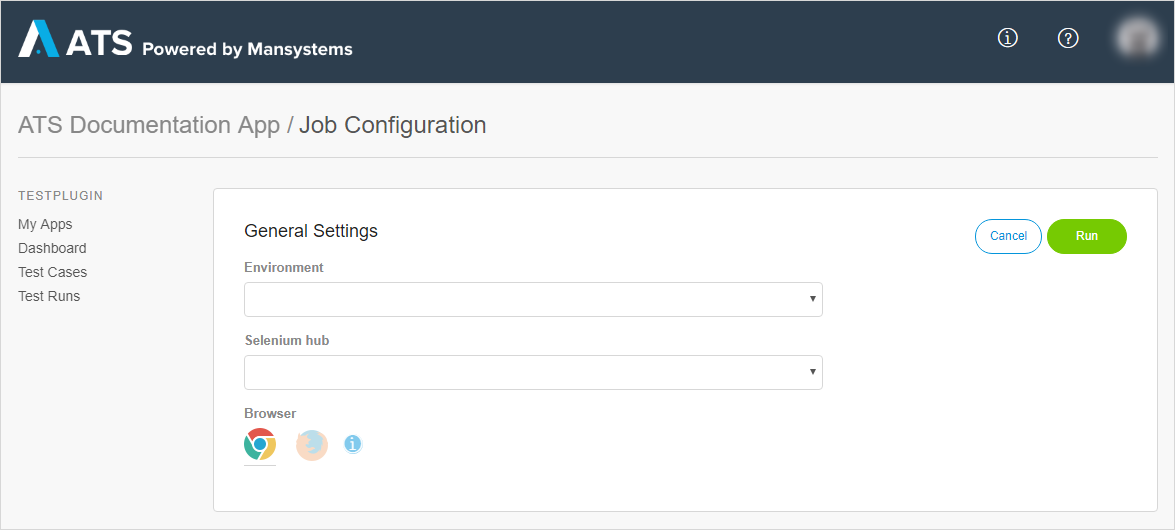 ATS Powered by Mansystems
ATS Documentation App / Job Configuration
TESTPLUGIN
My Apps
Dashboard
Test Cases
Test Runs
General Settings
Cancel
Run
Environment
Selenium hub
Browser